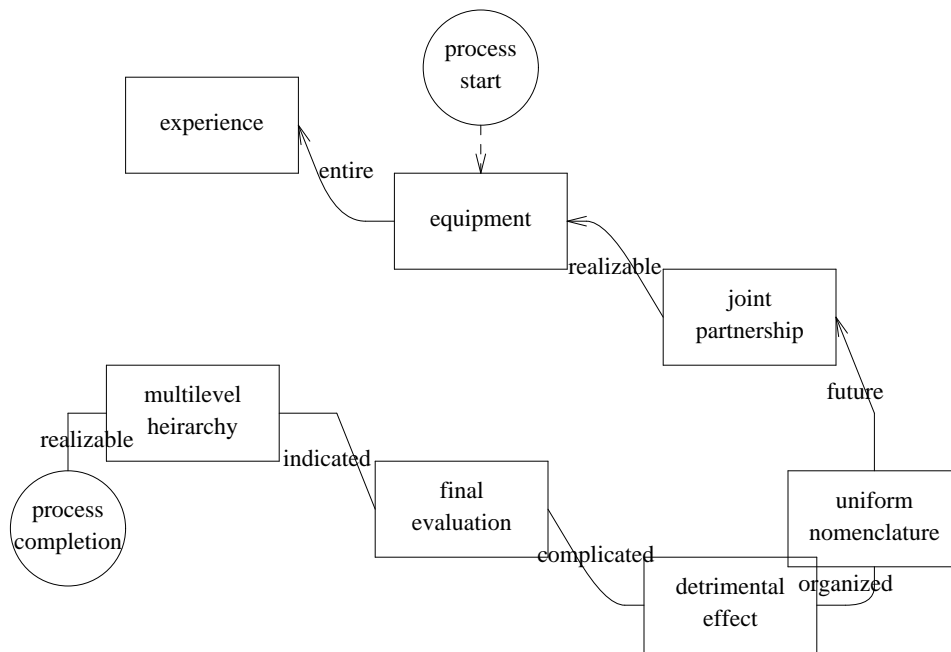 process
start
experience
entire
equipment
realizable
joint
partnership
future
multilevel
heirarchy
realizable
indicated
process
completion
final
evaluation
uniform
nomenclature
complicated
detrimental
effect
organized